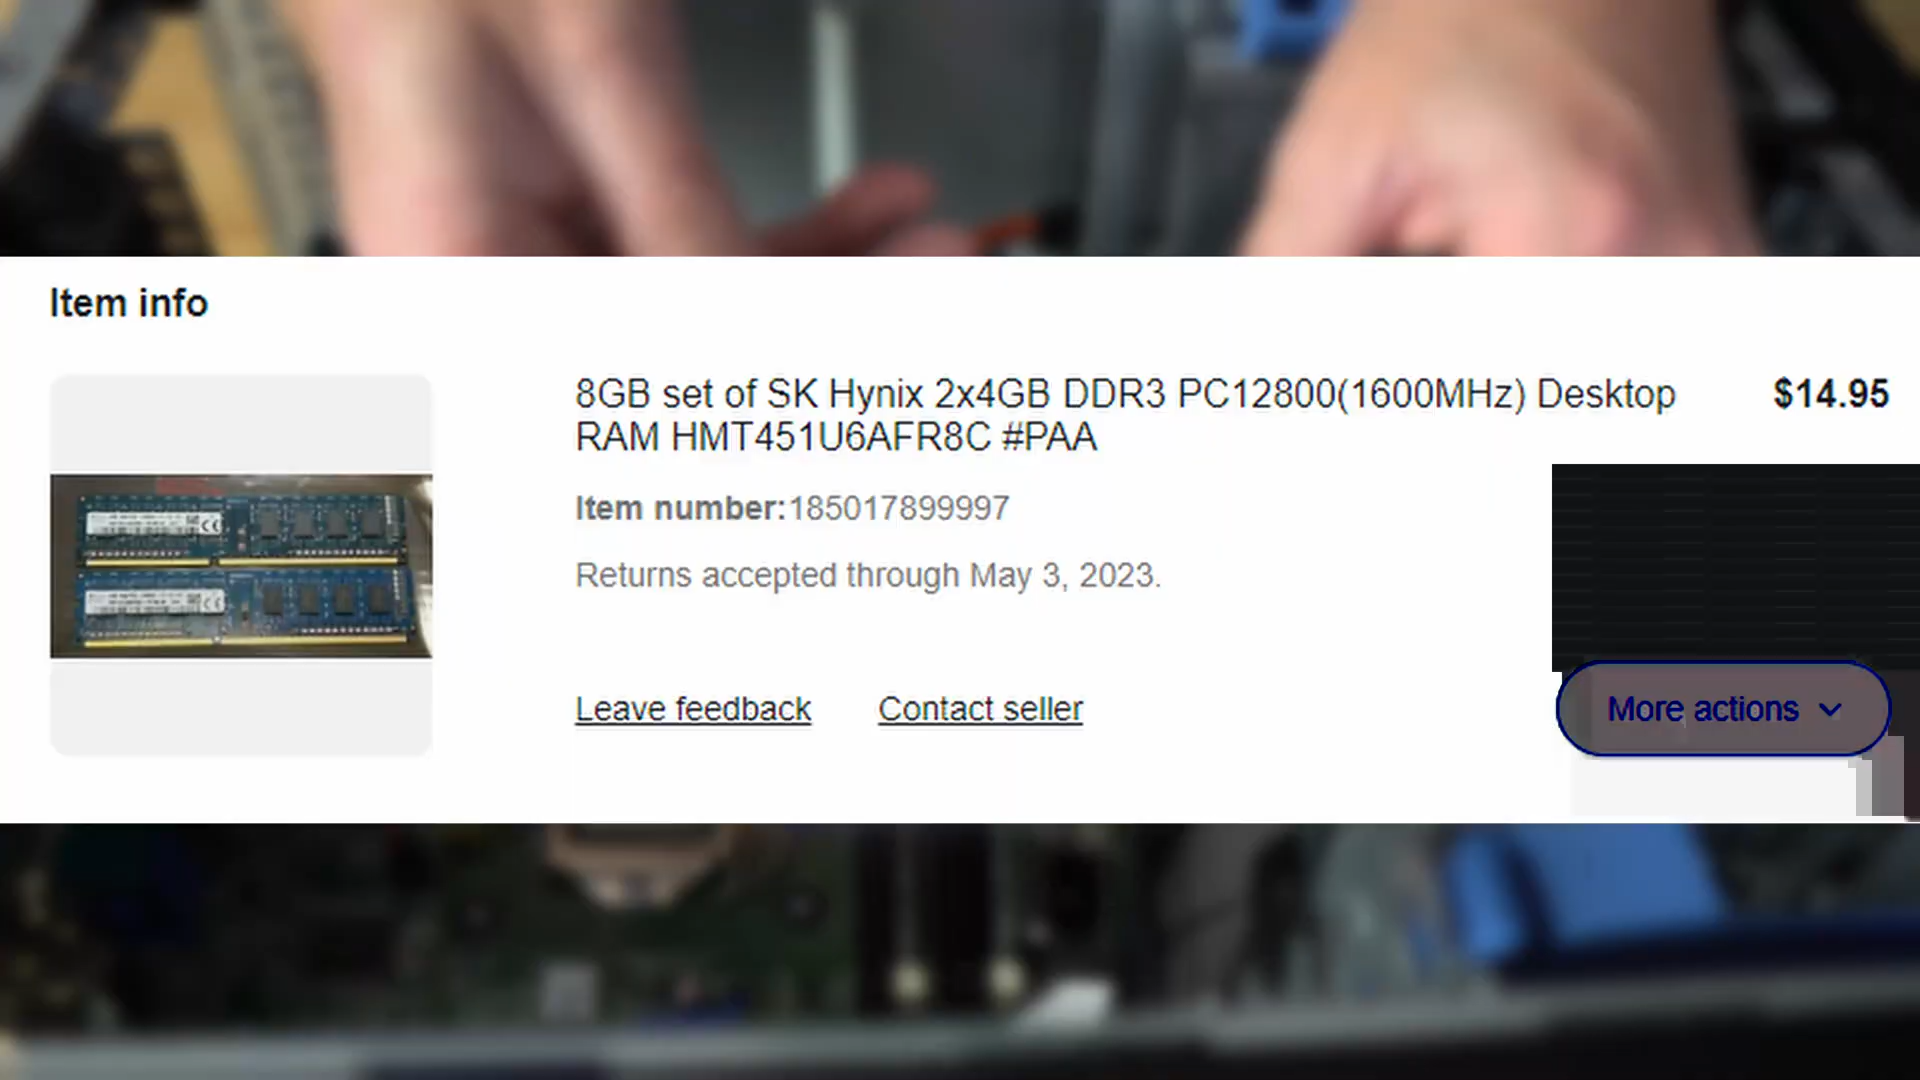 Item info
8GB set of SK Hynix 2x4GB DDR3 PC12800(1600MHz) Desktop
RAM HMT451U6AFR8C #PAA
$14.95
Item number:185017899997
Returns accepted through May 3, 2023.
Leave feedback
Contact seller
More actions